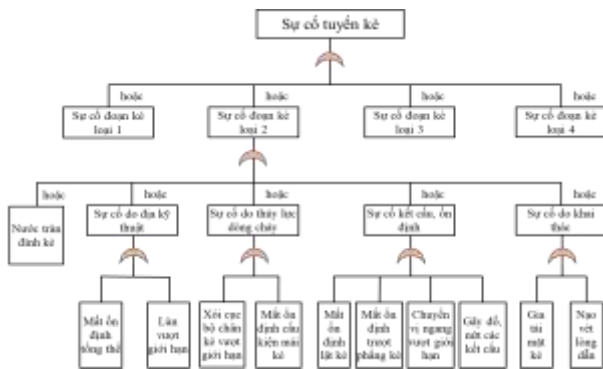 Sự cố tuyến kè
hoặc
hoặc
hoặc
hoặc
Sự cố đoạn kè
loại 1
Sự cố đoạn kè
loại 2
Sự cố đoạn kè
loại 3
Sự cố đoạn kè
loại 4
hoặc
hoặc
hoặc
hoặc
hoặc
Nước tràn
đỉnh kè
Sự cố do địa kỹ
thuật
Sự cố do thủy lực
dòng chảy
Sự cố kết cấu, ổn
định
Sự cố do khai
thác
Mất ổn
định
tổng thể
Lún
vượt
giới hạn
Xói cục
bộ chân
kè vượt
giới hạn
Mất ổn
định cấu
kiện mái
kè
Mất
ổn
định
lật kè
Mất ổn
định
trượt
phẳng kè
Chuyển
vị ngang
vượt giới
hạn
Gãy đổ,
nứt các
kết cấu
Gia
tải
mặt
kè
Nạo
vét
lòng
dẫn